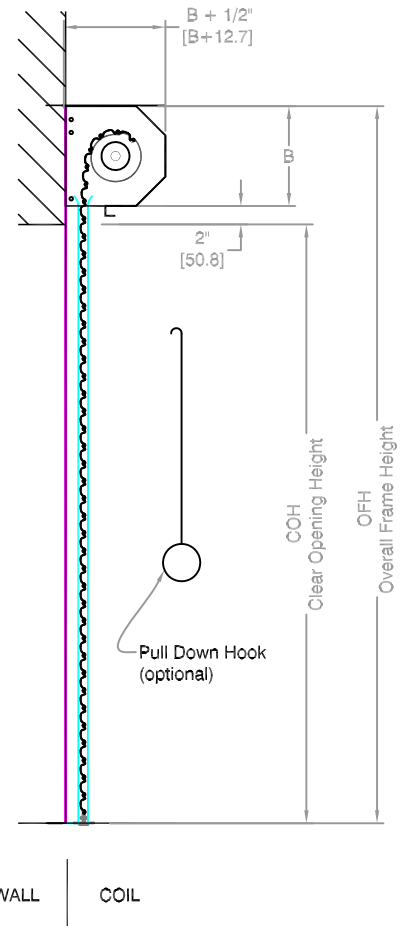 B + 1/2"
[B+12.7]
B
2"
[50.8]
COH
Clear Opening Height
OFH
Overall Frame Height
Pull Down Hook
(optional)
WALL
COIL